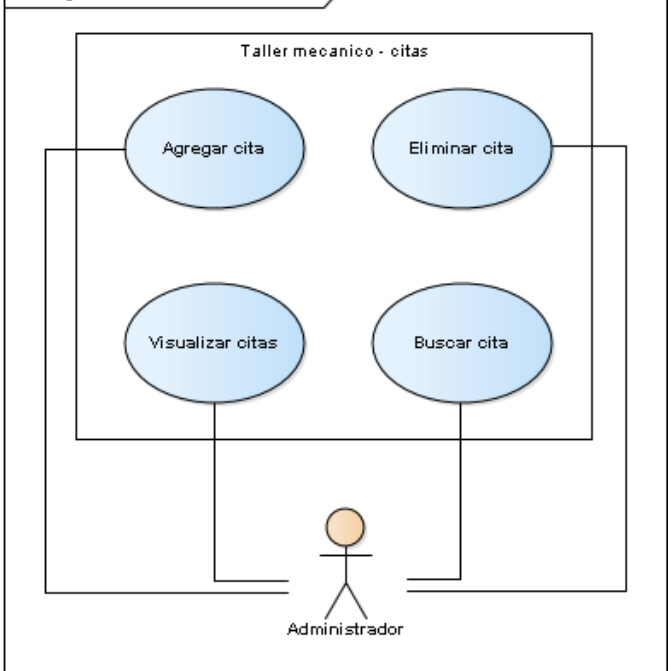 Taller mecanico - citas
Agregar cita
Eliminar cita
Visualizar citas
Buscar cita
Administrador